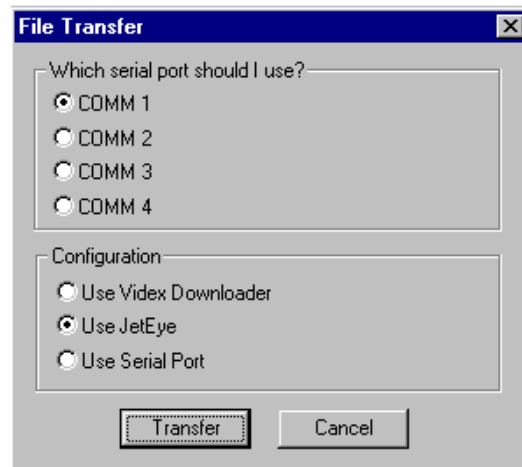 File Transfer
Which serial port should I use?
COMM 1
COMM 2
COMM 3
COMM 4
Configuration
Use Videx Downloader
Use JetEye
Use Serial Port
Transfer Cancel